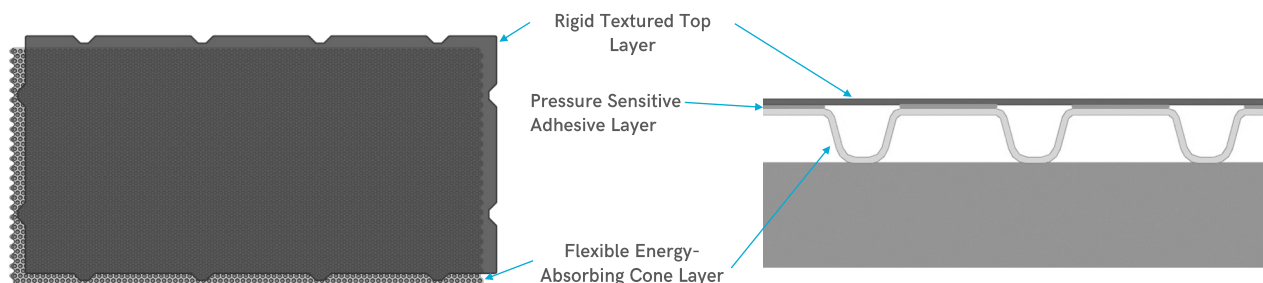 Rigid Textured Top
Layer
Pressure Sensitive
Adhesive Layer
Flexible Energy-
Absorbing Cone Layer